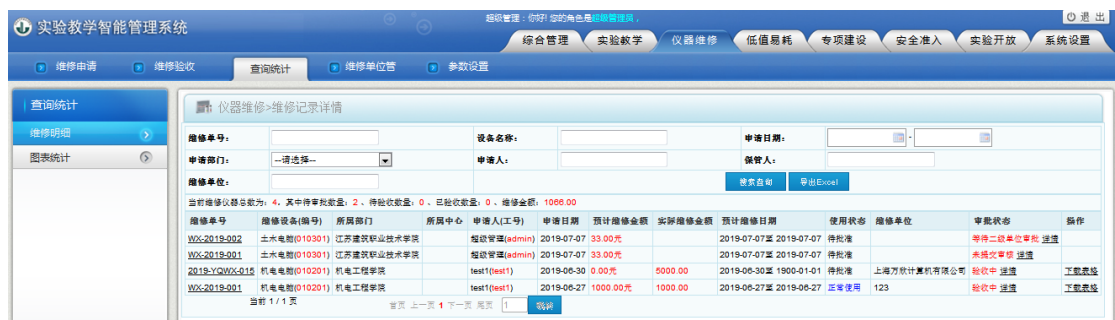 超级管理：你好! 您的角色是超级管理员，
退 出
实验教学智能管理系统
综合管理 实验教学 仪器维修 低值易耗 专项建设 安全准入 实验开放 系统设置
维修申请 维修验收 查询统计 维修单位管 参数设置
查询统计
维修明细
图表统计
仪器维修>维修记录详情
维修单号： 设备名称： 申请日期： -
申请部门： --请选择-- 申请人： 保管人：
维修单位： 搜索查询 导出Excel
当前维修仪器总数为：4，其中待审批数量：2 、待验收数量：0 、已验收数量：0 、维修金额：1066.00
维修单号 维修设备(编号) 所属部门 所属中心 申请人(工号) 申请日期 预计维修金额 实际维修金额 预计维修日期 使用状态 维修单位 审批状态 操作
WX-2019-002 土木电脑(010301) 江苏建筑职业技术学院 超级管理(admin) 2019-07-07 33.00元 2019-07-07至 2019-07-07 待批准 等待二级单位审批 详情
WX-2019-001 土木电脑(010301) 江苏建筑职业技术学院 超级管理(admin) 2019-07-07 33.00元 2019-07-07至 2019-07-07 待批准 未提交审核 详情
2019-YQWX-015 机电电脑(010201) 机电工程学院 test1(test1) 2019-06-30 0.00元 5000.00 2019-06-30至 1900-01-01 待批准 上海万欣计算机有限公司 验收中 详情 下载表格
WX-2019-001 机电电脑(010201) 机电工程学院 test1(test1) 2019-06-27 1000.00元 1000.00 2019-06-27至 2019-06-27 正常使用 123 验收中 详情 下载表格
当前 1 / 1 页 首页 上一页 1 下一页 尾页 1 跳转